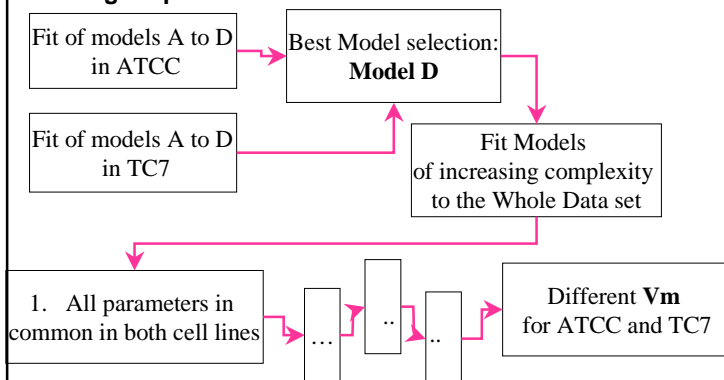 Fit of models A to D
in ATCC
Best Model selection:
Model D
Fit of models A to D
in TC7
Fit Models
of increasing complexity
to the Whole Data set
1. All parameters in
common in both cell lines
...
..
..
Different Vm
for ATCC and TC7